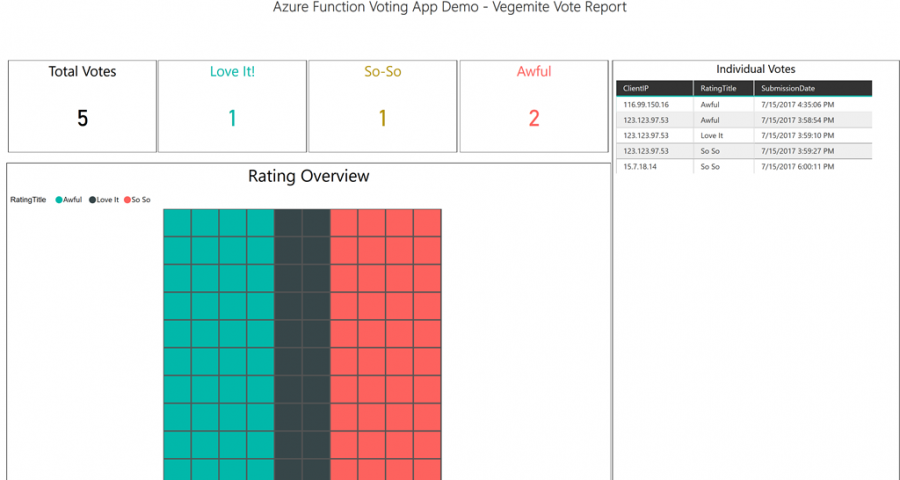 Azure Function Voting App Demo - Vegemite Vote Report
Total Votes
5
Love It!
1
So-So
1
Awful
2
Individual Votes
ClientIP RatingTitle SubmissionDate
116.99.150.16 Awful 7/15/2017 4:35:06 PM
123.123.97.53 Awful 7/15/2017 3:58:54 PM
123.123.97.53 Love It 7/15/2017 3:59:10 PM
123.123.97.53 So So 7/15/2017 3:59:27 PM
15.7.18.14 So So 7/15/2017 6:00:11 PM
Rating Overview
RatingTitle Awful Love It So So